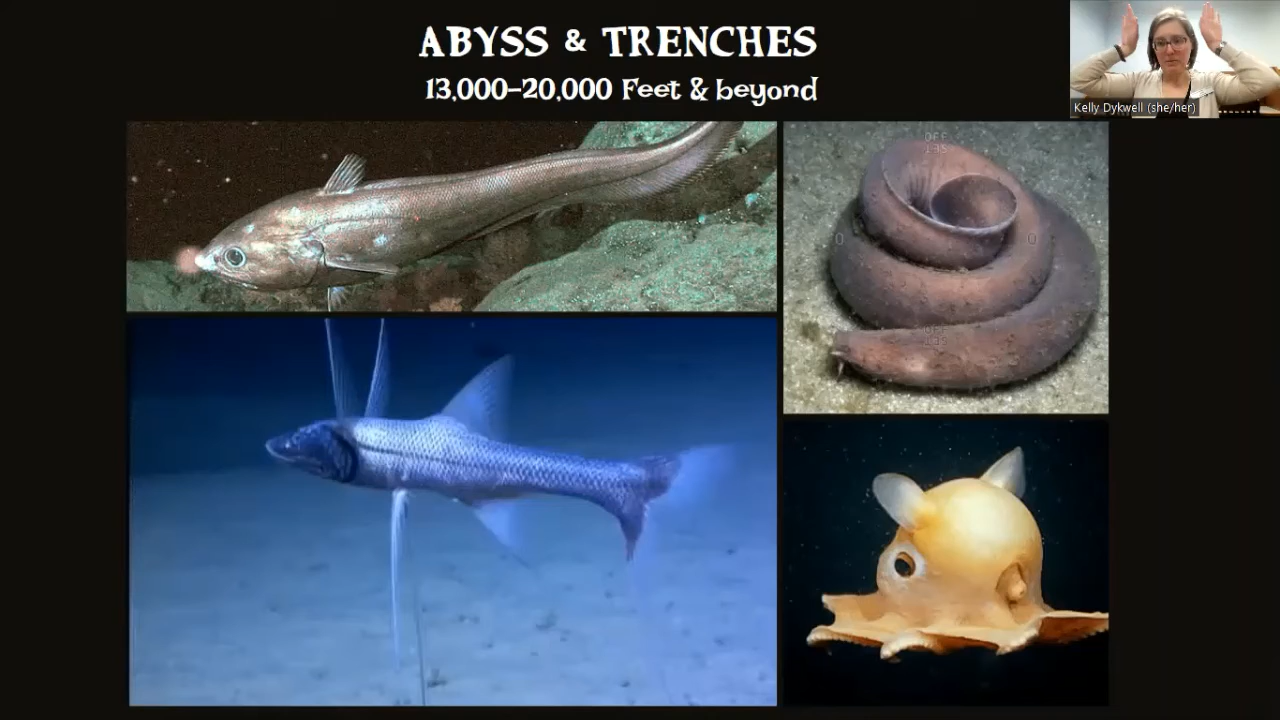 ABYSS & TRENCHES
13,000–20,000 Feet & beyond
Kelly Dykwell (she/her)